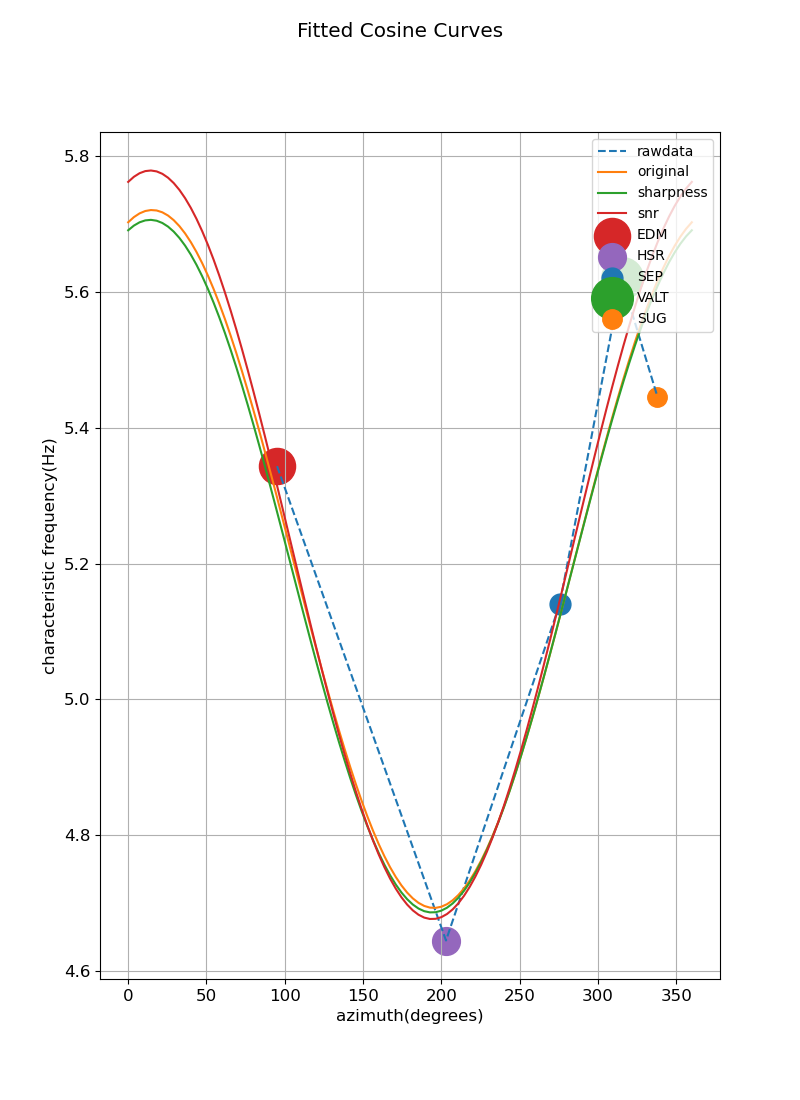 Fitted Cosine Curves
rawdata
original
sharpness
snr
EDM
HSR
SEP
VALT
SUG
5.8
5.6
5.4
5.2
5.0
4.8
4.6
characteristic frequency(Hz)
0 50 100 150 200 250 300 350
azimuth(degrees)